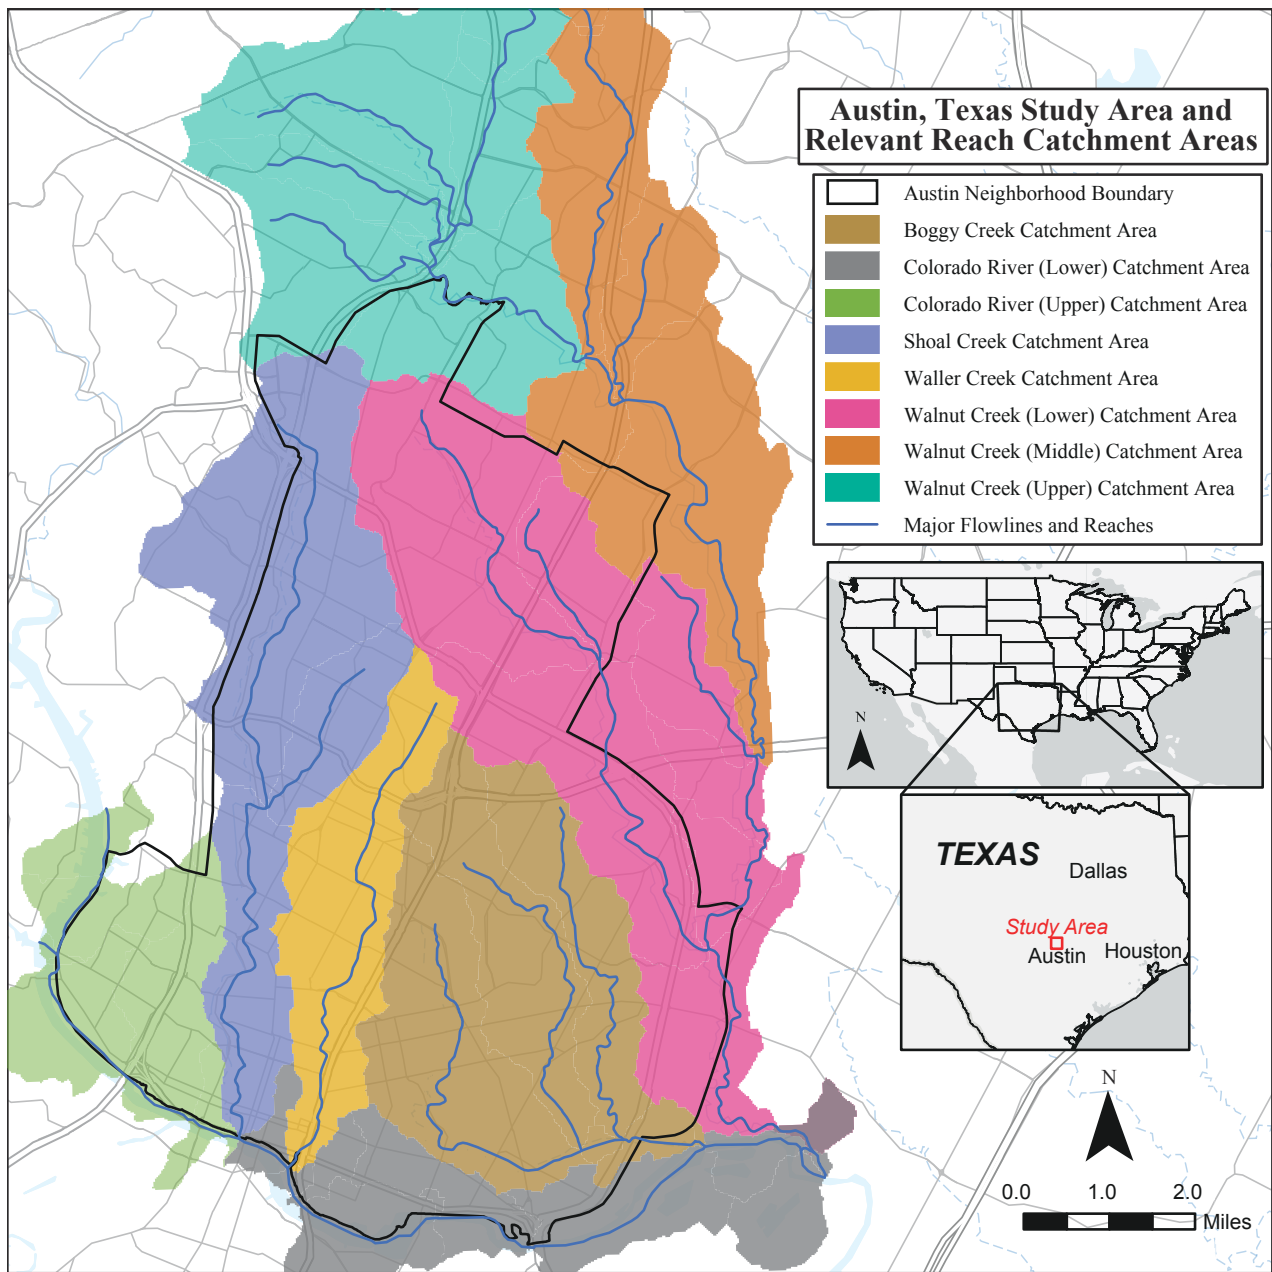 Austin, Texas Study Area and
Relevant Reach Catchment Areas
Austin Neighborhood Boundary
Boggy Creek Catchment Area
Colorado River (Lower) Catchment Area
Colorado River (Upper) Catchment Area
Shoal Creek Catchment Area
Waller Creek Catchment Area
Walnut Creek (Lower) Catchment Area
Walnut Creek (Middle) Catchment Area
Walnut Creek (Upper) Catchment Area
Major Flowlines and Reaches
N
TEXAS
Dallas
Study Area
Austin
Houston
N
0.0 1.0 2.0
Miles